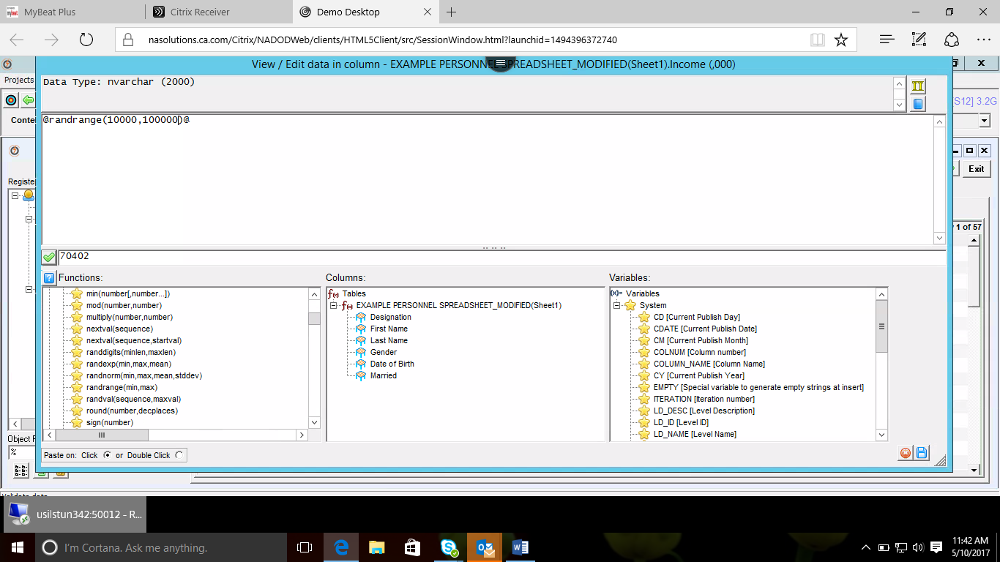 MyBeat Plus
Citrix Receiver
Demo Desktop
nasolutions.ca.com/Citrix/NADODWeb/clients/HTML5Client/src/SessionWindow.html?launchid=1494396372740
View / Edit data in column - EXAMPLE PERSONNEL SPREADSHEET_MODIFIED(Sheet1).Income (,000)
Projects
Data Type: nvarchar (2000)
S12] 3.2G
Conte
@randrange(10000,100000)@
Exit
Registe
1 of 57
70402
Functions:
Columns:
Variables:
min(number[,number...])
mod(number,number)
multiply(number,number)
nextval(sequence)
nextval(sequence,startval)
randdigits(minlen,maxlen)
randexp(min,max,mean)
randnorm(min,max,mean,stddev)
randrange(min,max)
randval(sequence,maxval)
round(number,decplaces)
sign(number)
Tables
EXAMPLE PERSONNEL SPREADSHEET_MODIFIED(Sheet1)
Designation
First Name
Last Name
Gender
Date of Birth
Married
Variables
System
CD [Current Publish Day]
CDATE [Current Publish Date]
CM [Current Publish Month]
COLNUM [Column number]
COLUMN_NAME [Column Name]
CY [Current Publish Year]
EMPTY [Special variable to generate empty strings at insert]
ITERATION [Iteration number]
LD_DESC [Level Description]
LD_ID [Level ID]
LD_NAME [Level Name]
Object F
%
Paste on: Click or Double Click
usilstun342:50012 - R...
I'm Cortana. Ask me anything.
11:42 AM
5/10/2017